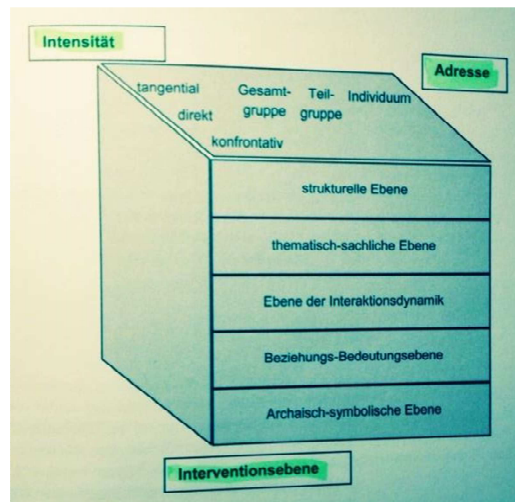 Intensität
Adresse
tangential
direkt
konfrontativ
Gesamt-
gruppe
Teil-
gruppe
Individuum
strukturelle Ebene
thematisch-sachliche Ebene
Ebene der Interaktionsdynamik
Beziehungs-Bedeutungsebene
Archaisch-symbolische Ebene
Interventionsebene